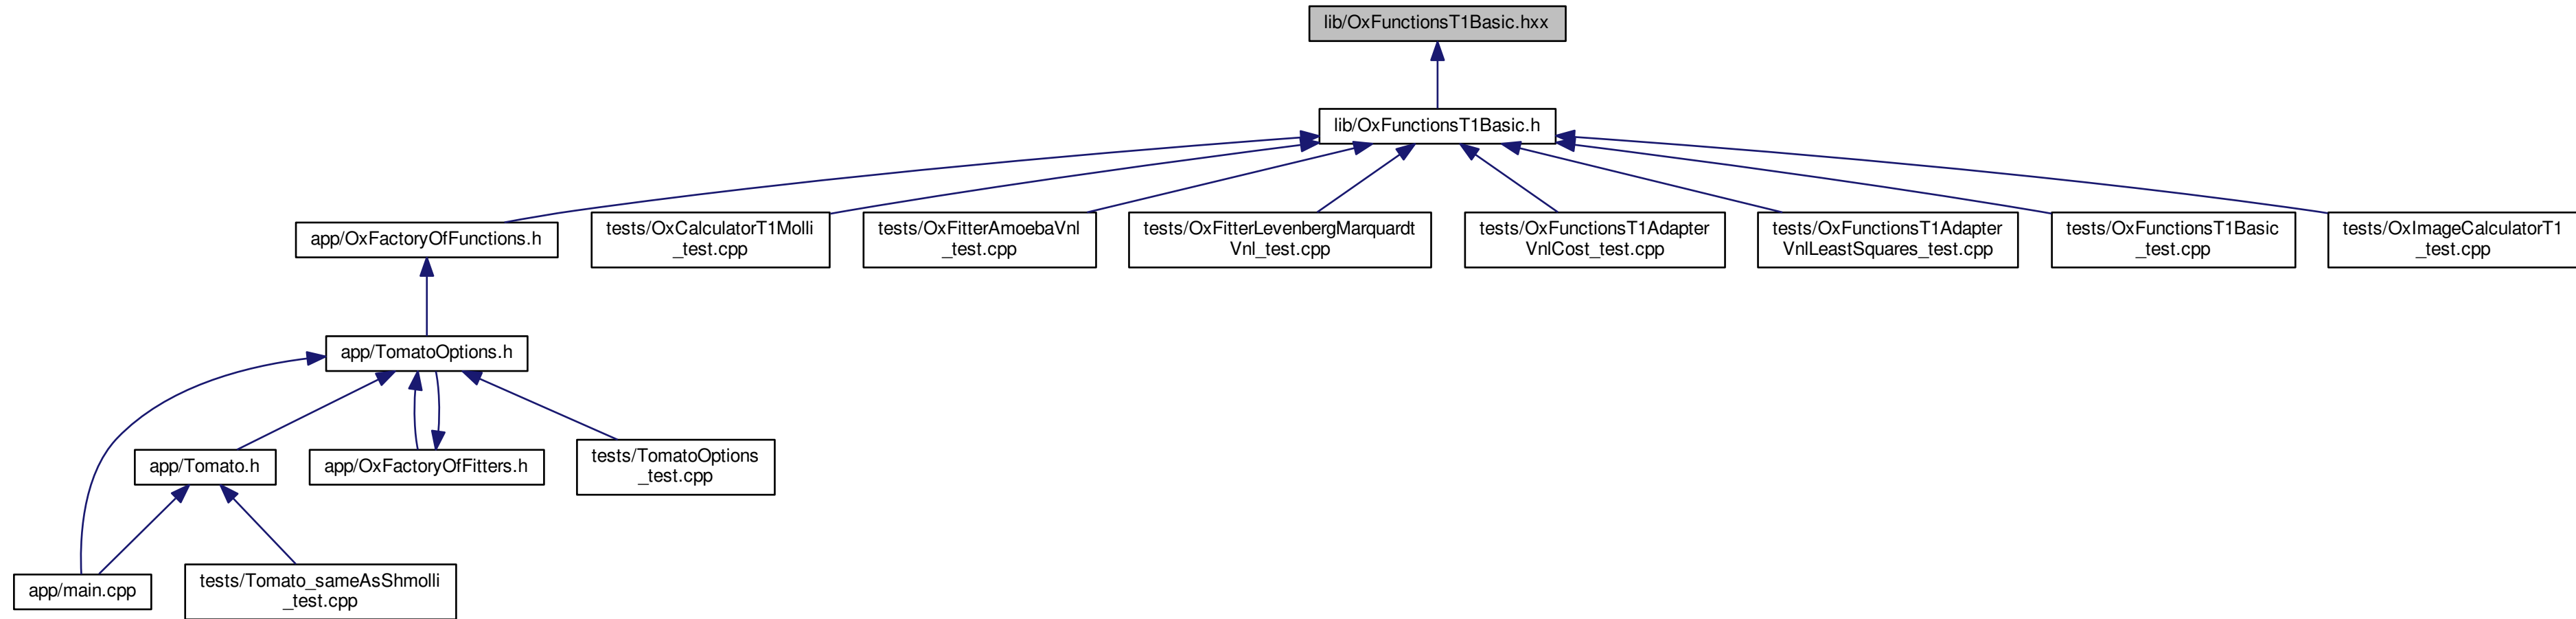 lib/OxFunctionsT1Basic.hxx
lib/OxFunctionsT1Basic.h
app/OxFactoryOfFunctions.h
tests/OxCalculatorT1Molli
_test.cpp
tests/OxFitterAmoebaVnl
_test.cpp
tests/OxFitterLevenbergMarquardt
Vnl_test.cpp
tests/OxFunctionsT1Adapter
VnlCost_test.cpp
tests/OxFunctionsT1Adapter
VnlLeastSquares_test.cpp
tests/OxFunctionsT1Basic
_test.cpp
tests/OxImageCalculatorT1
_test.cpp
app/TomatoOptions.h
app/Tomato.h
app/OxFactoryOfFitters.h
tests/TomatoOptions
_test.cpp
app/main.cpp
tests/Tomato_sameAsShmolli
_test.cpp